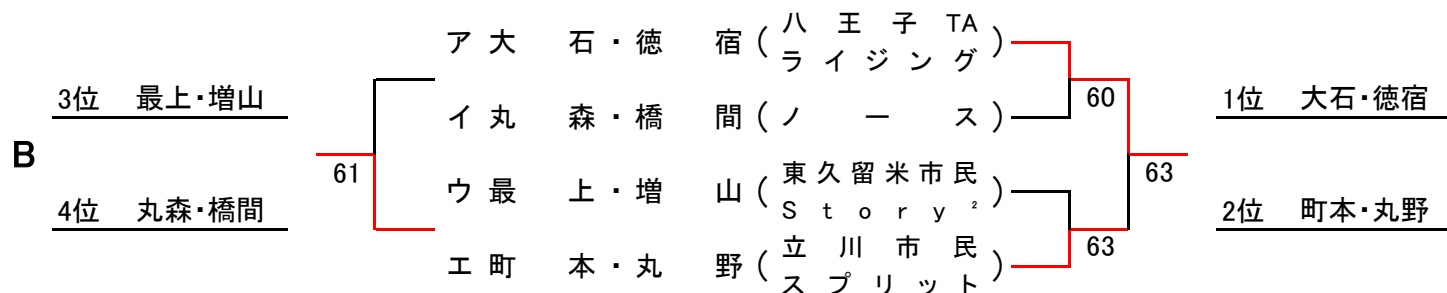 B
3位 最上・増山
4位 丸森・橋間
61
ア 大石・徳宿 (八王子TA ライジング)
イ 丸森・橋間 (ノース)
ウ 最上・増山 (東久留米市民 Story²)
エ 町本・丸野 (立川市民 スプリット)
60
63
63
1位 大石・徳宿
2位 町本・丸野